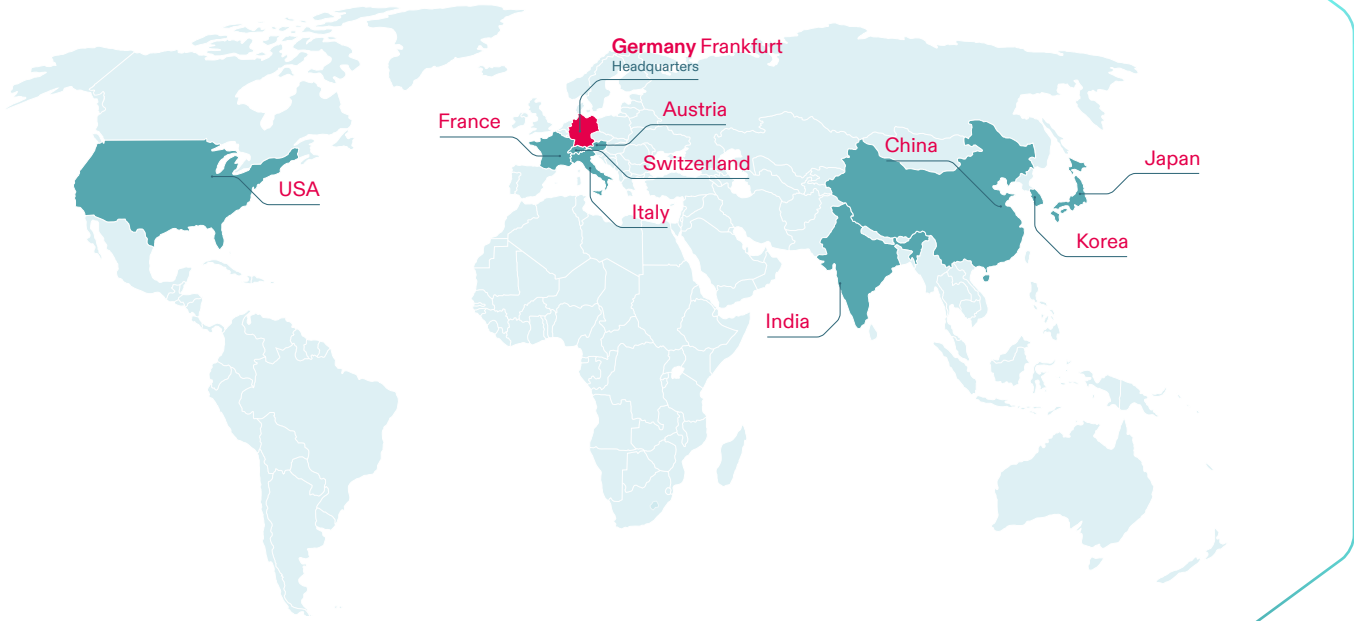 Germany Frankfurt
Headquarters
Austria
France
China
Japan
Switzerland
USA
Italy
Korea
India